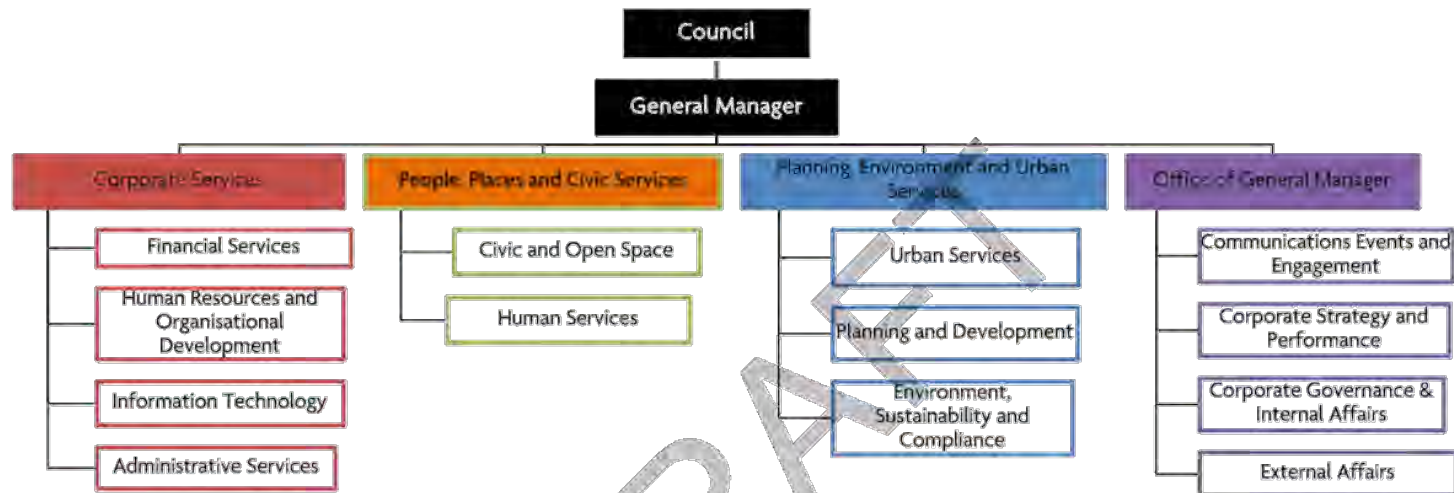 Council
General Manager
Corporate Services
Financial Services
Human Resources and
Organisational
Development
Information Technology
Administrative Services
People, Places and Civic Services
Civic and Open Space
Human Services
Planning, Environment and Urban
Services
Urban Services
Planning and Development
Environment,
Sustainability and
Compliance
Office of General Manager
Communications Events and
Engagement
Corporate Strategy and
Performance
Corporate Governance &
Internal Affairs
External Affairs
DRAFT